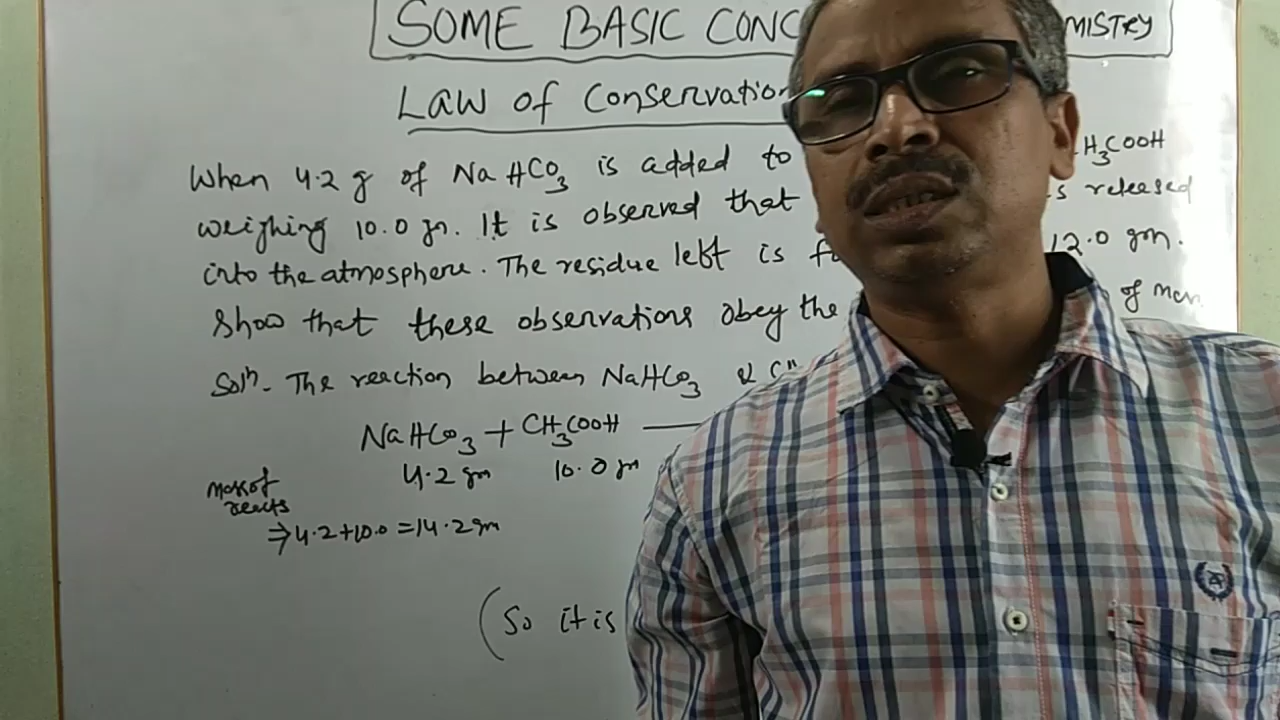 SOME BASIC CONC MISTRY
Law of Conservation
When 4.2 g of NaHCO3 is added to H3COOH
weighing 10.0 gm. It is observed that is released
into the atmosphere. The residue left is 12.0 gm.
Show that these observations obey the of mass
Solⁿ- The reaction between NaHCO3 &
NaHCO3 + CH3COOH
4.2 gm 10.0 gm
Mass of
reacts
⇒ 4.2+10.0 = 14.2 gm
(So it is